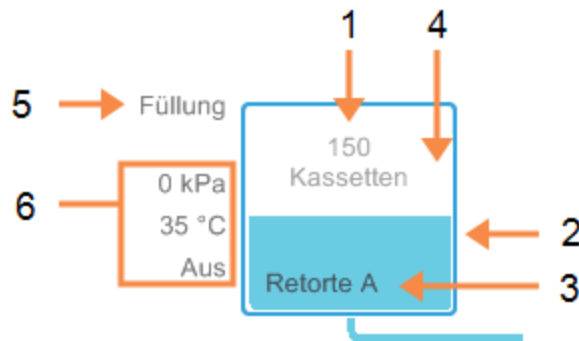 1
4
5
Füllung
150
Kassetten
0 kPa
6
35 °C
2
Aus
Retorte A
3